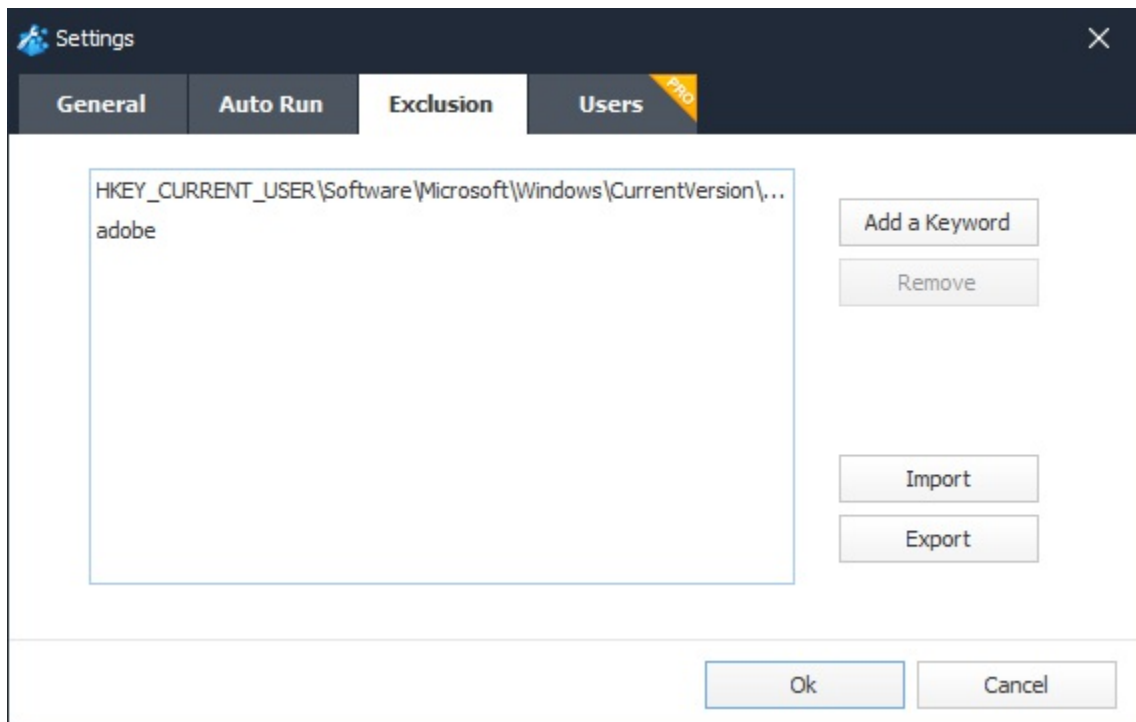 Settings
General Auto Run Exclusion Users PRO
HKEY_CURRENT_USER\Software\Microsoft\Windows\CurrentVersion\...
adobe
Add a Keyword
Remove
Import
Export
Ok Cancel